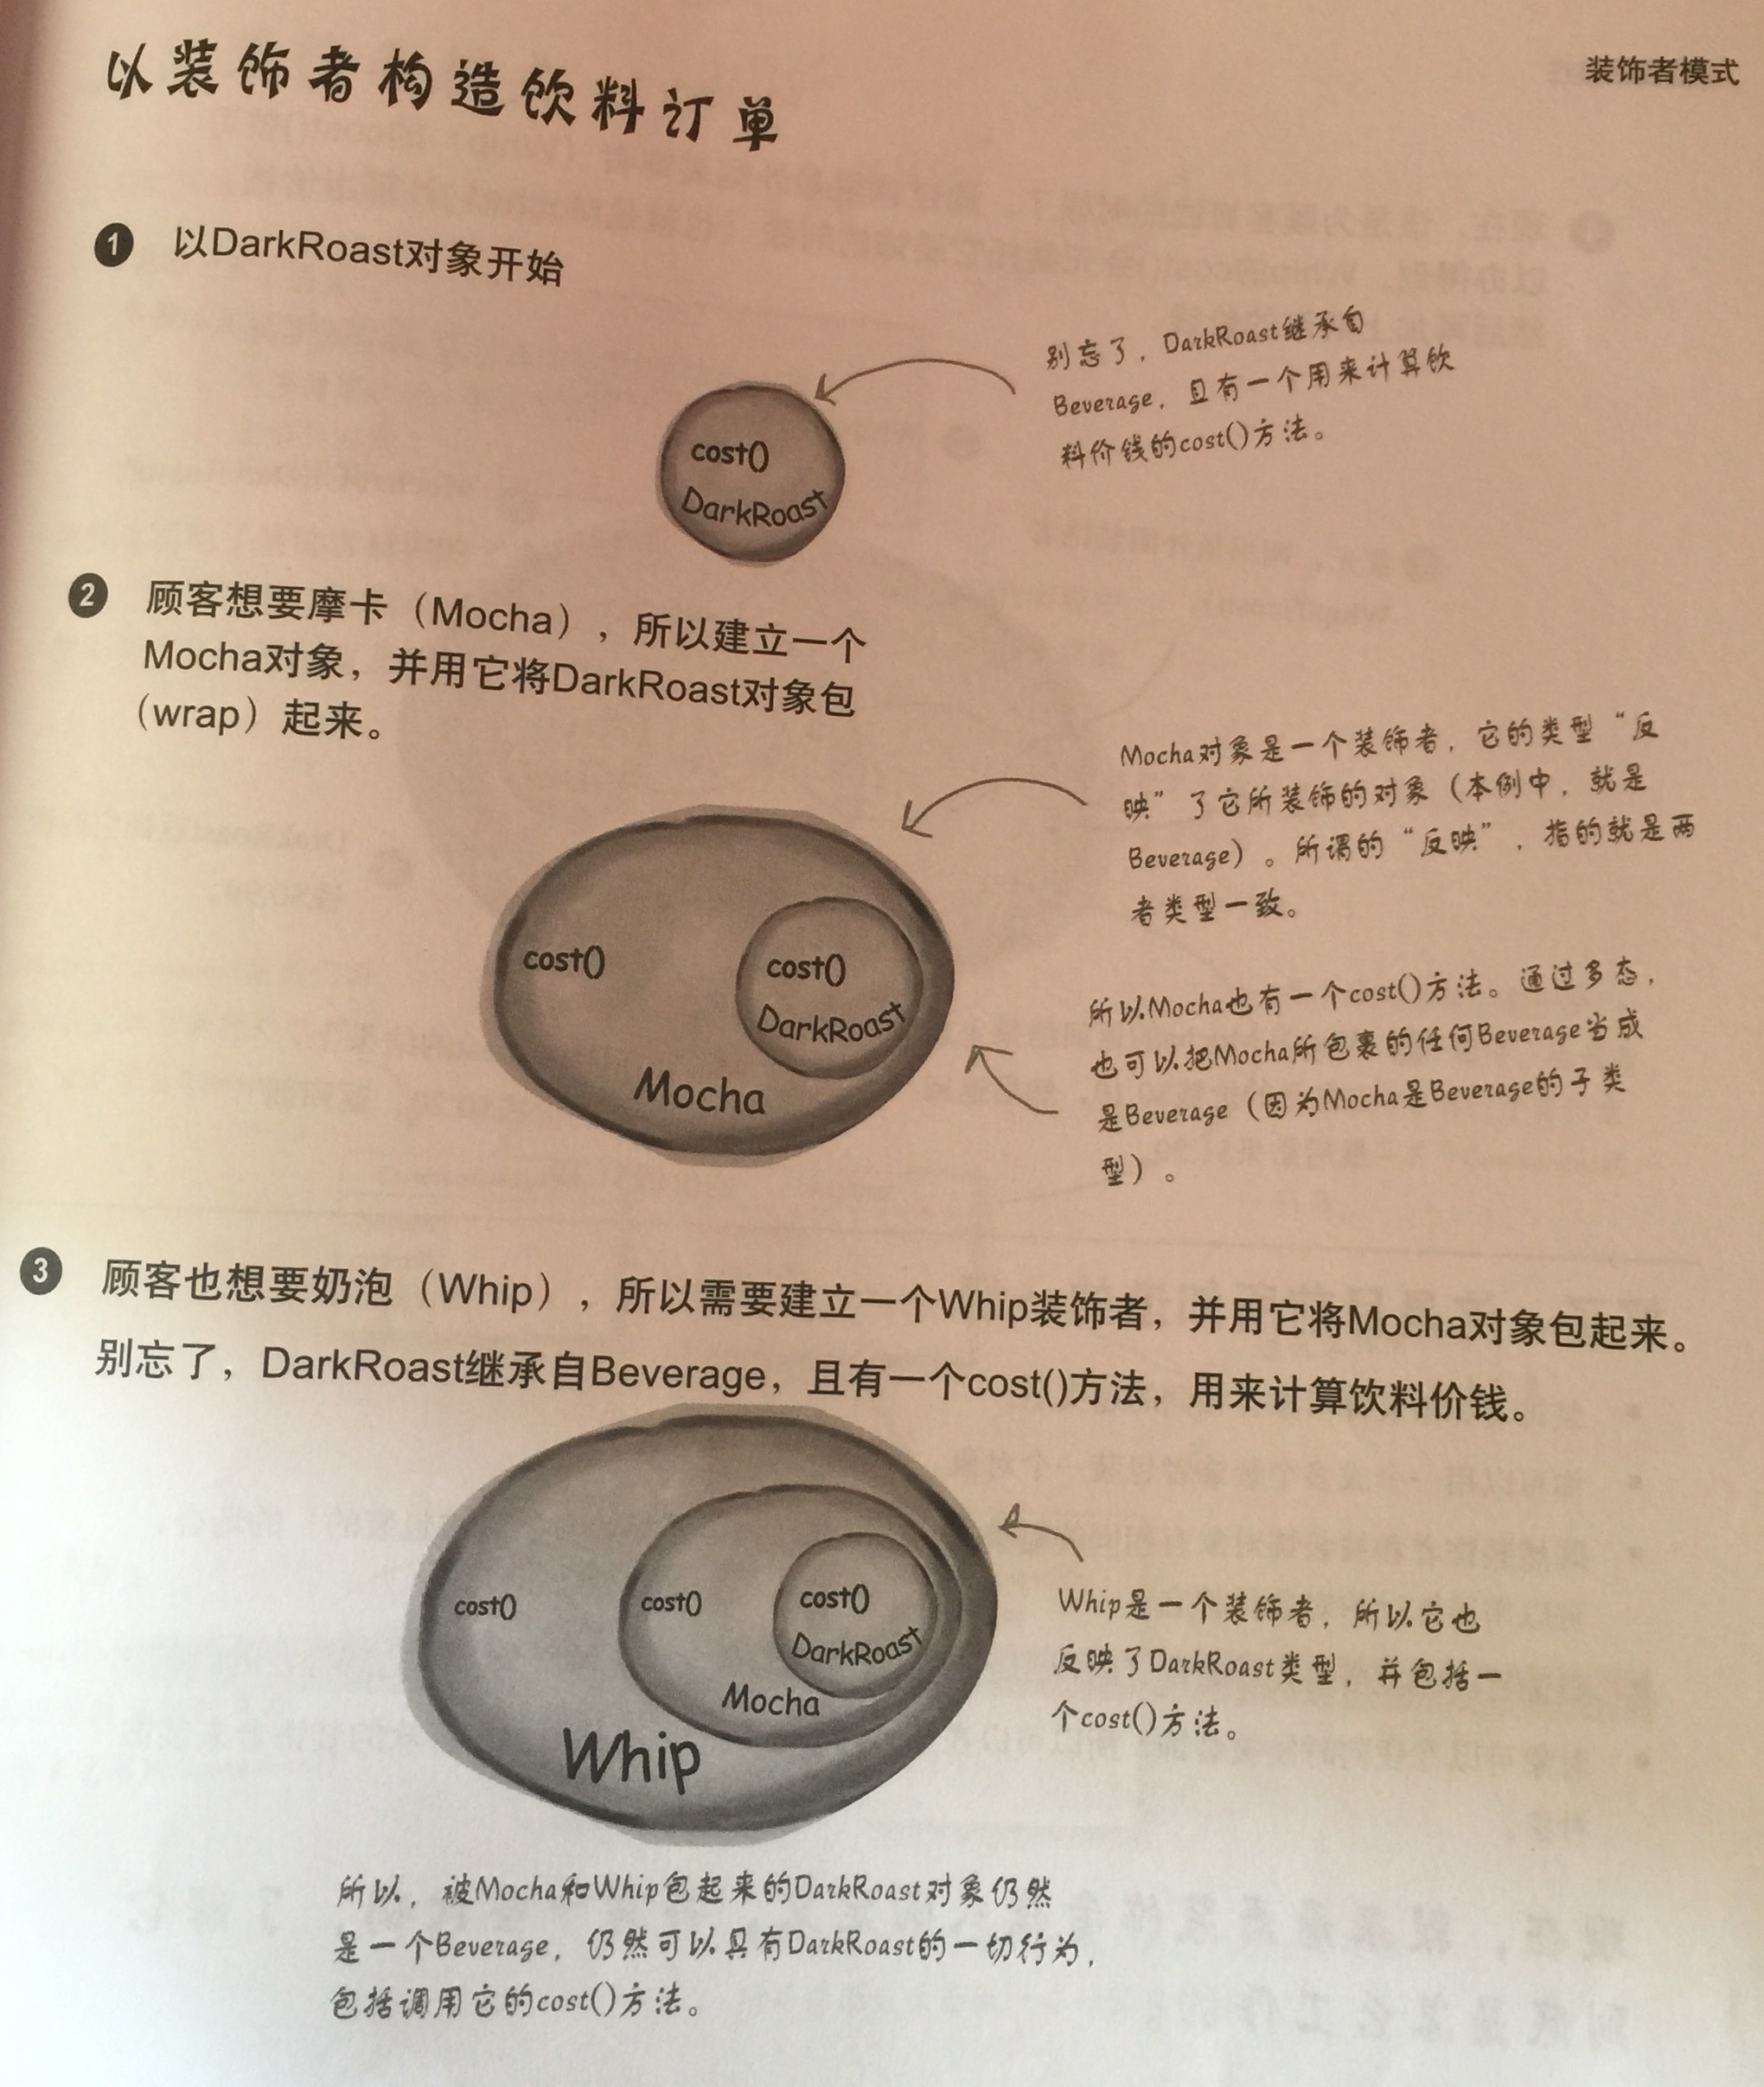 以装饰者构造饮料订单
装饰者模式
1 以DarkRoast对象开始
别忘了，DarkRoast继承自
Beverage，且有一个用来计算饮
料价钱的cost()方法。
cost()
DarkRoast
2 顾客想要摩卡（Mocha），所以建立一个
Mocha对象，并用它将DarkRoast对象包
（wrap）起来。
Mocha对象是一个装饰者，它的类型“反
映”了它所装饰的对象（本例中，就是
Beverage）。所谓的“反映”，指的就是两
者类型一致。
cost()
cost()
DarkRoast
Mocha
所以Mocha也有一个cost()方法。通过多态，
也可以把Mocha所包裹的任何Beverage当成
是Beverage（因为Mocha是Beverage的子类
型）。
3 顾客也想要奶泡（Whip），所以需要建立一个Whip装饰者，并用它将Mocha对象包起来。
别忘了，DarkRoast继承自Beverage，且有一个cost()方法，用来计算饮料价钱。
cost()
cost()
cost()
DarkRoast
Mocha
Whip
Whip是一个装饰者，所以它也
反映了DarkRoast类型，并包括一
个cost()方法。
所以，被Mocha和Whip包起来的DarkRoast对象仍然
是一个Beverage，仍然可以具有DarkRoast的一切行为，
包括调用它的cost()方法。